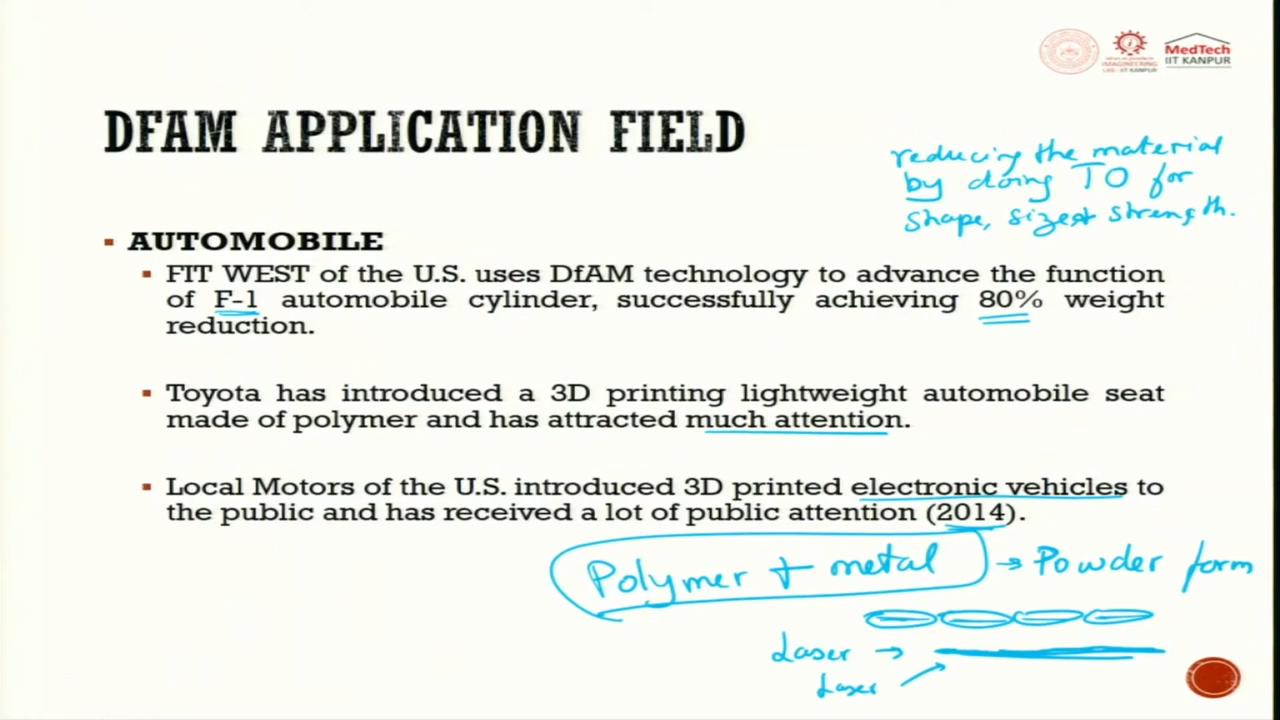 MedTech
IIT KANPUR
IMAGINEERING
LAB-IIT KANPUR
DFAM APPLICATION FIELD
reducing the material
by doing TO for
shape, size & strength.
▪ AUTOMOBILE
▪ FIT WEST of the U.S. uses DfAM technology to advance the function
of F-1 automobile cylinder, successfully achieving 80% weight
reduction.
▪ Toyota has introduced a 3D printing lightweight automobile seat
made of polymer and has attracted much attention.
▪ Local Motors of the U.S. introduced 3D printed electronic vehicles to
the public and has received a lot of public attention (2014).
Polymer + metal → Powder form
Laser →
Laser